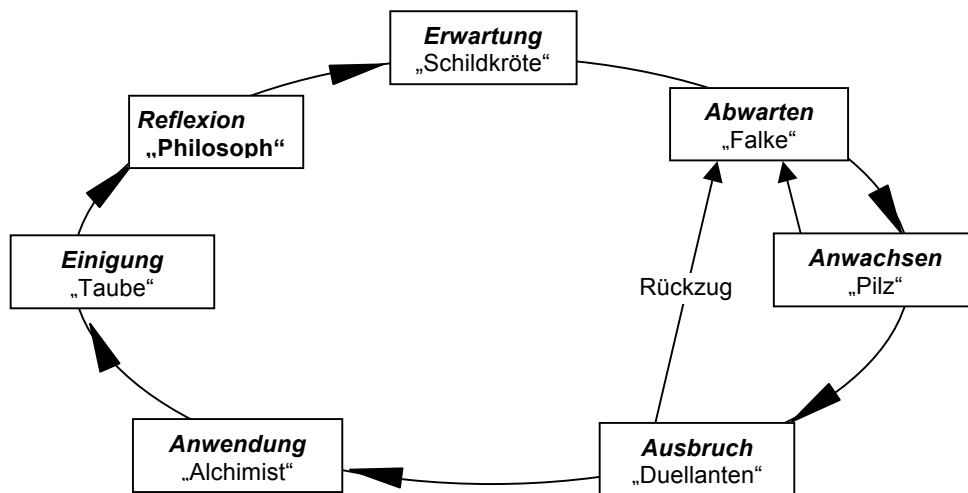 Erwartung
„Schildkröte“
Abwarten
„Falke“
Anwachsen
„Pilz“
Rückzug
Ausbruch
„Duellanten“
Anwendung
„Alchimist“
Einigung
„Taube“
Reflexion
„Philosoph“